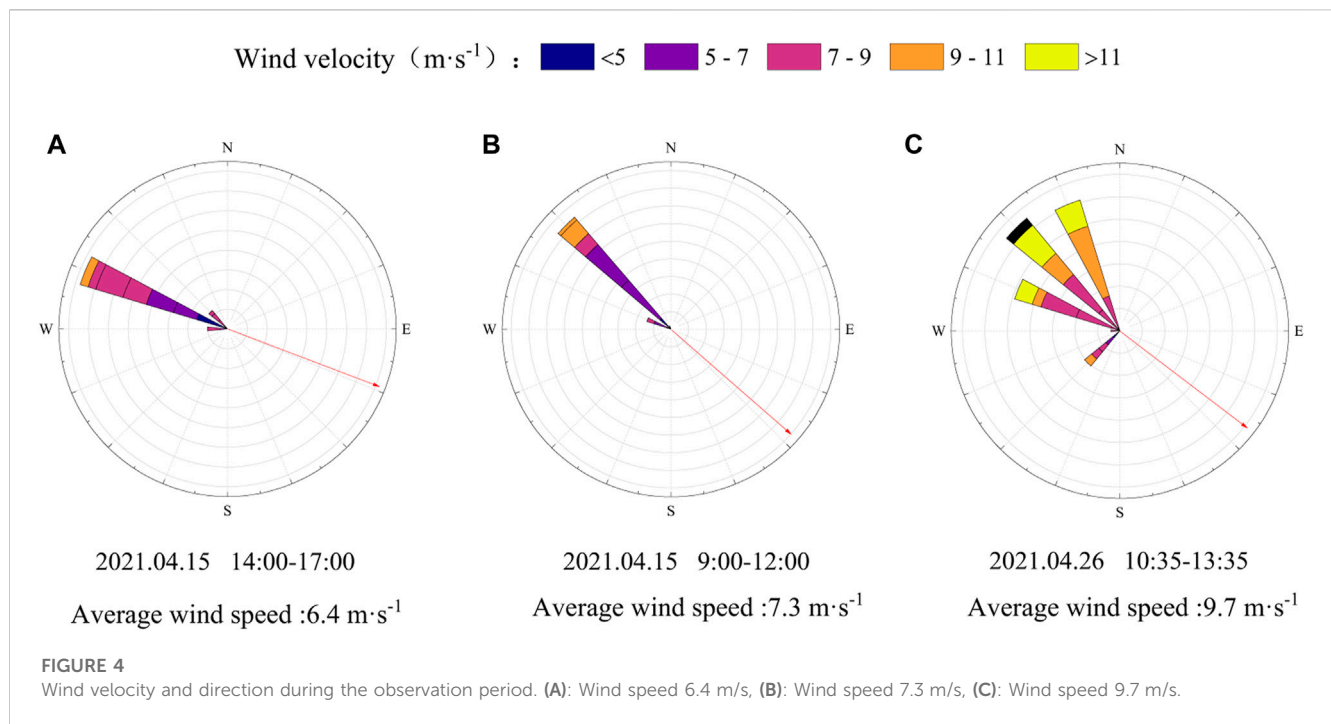 Wind velocity（m·s⁻¹）: <5 5 - 7 7 - 9 9 - 11 >11
A B C
N N N
W E W E W E
S S S
2021.04.15 14:00-17:00 2021.04.15 9:00-12:00 2021.04.26 10:35-13:35
Average wind speed :6.4 m·s⁻¹ Average wind speed :7.3 m·s⁻¹ Average wind speed :9.7 m·s⁻¹
FIGURE 4
Wind velocity and direction during the observation period. (A): Wind speed 6.4 m/s, (B): Wind speed 7.3 m/s, (C): Wind speed 9.7 m/s.